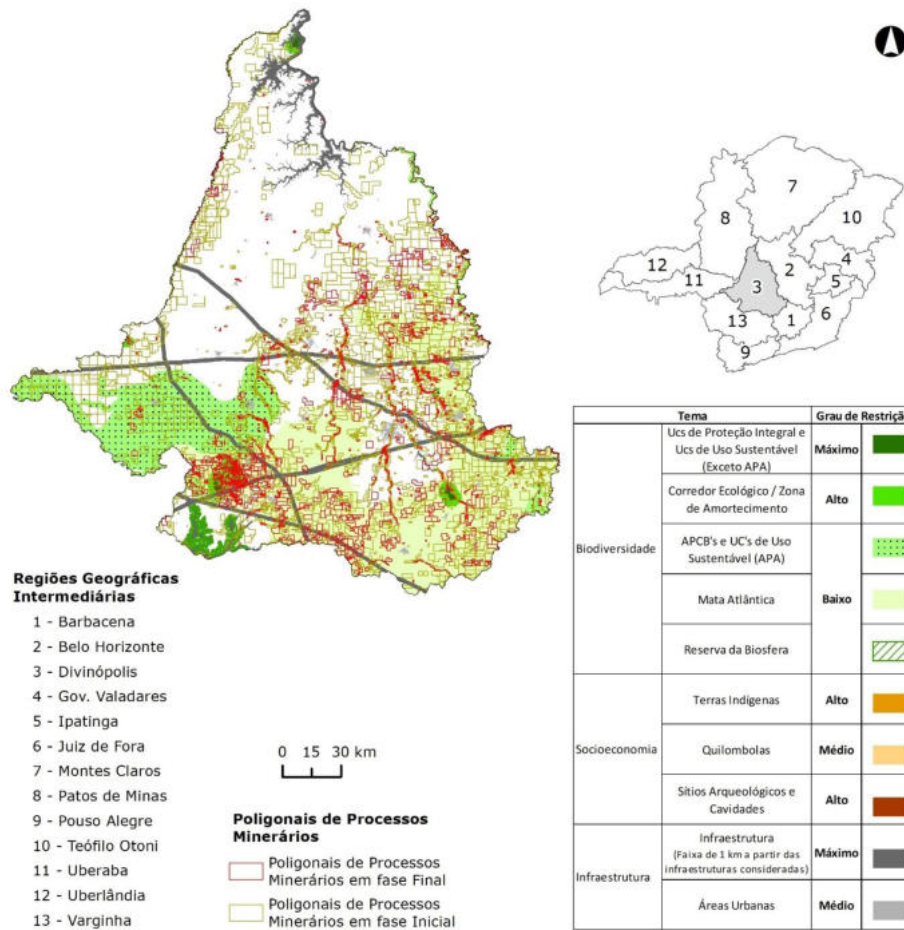 7
8
10
12
11
2
4
5
3
6
13
1
9
Tema
Grau de Restriçã
Biodiversidade
Ucs de Proteção Integral e
Ucs de Uso Sustentável
(Exceto APA)
Máximo
Corredor Ecológico / Zona
de Amortecimento
Alto
APCB's e UC's de Uso
Sustentável (APA)
Baixo
Mata Atlântica
Reserva da Biosfera
Socioeconomia
Terras Indígenas
Alto
Quilombolas
Médio
Sítios Arqueológicos e
Cavidades
Alto
Infraestrutura
Infraestrutura
(Faixa de 1 km a partir das
infraestruturas consideradas)
Máximo
Áreas Urbanas
Médio
Regiões Geográficas
Intermediárias
1 - Barbacena
2 - Belo Horizonte
3 - Divinópolis
4 - Gov. Valadares
5 - Ipatinga
6 - Juiz de Fora
7 - Montes Claros
8 - Patos de Minas
9 - Pouso Alegre
10 - Teófilo Otoni
11 - Uberaba
12 - Uberlândia
13 - Varginha
0 15 30 km
Poligonais de Processos
Minerários
Poligonais de Processos
Minerários em fase Final
Poligonais de Processos
Minerários em fase Inicial